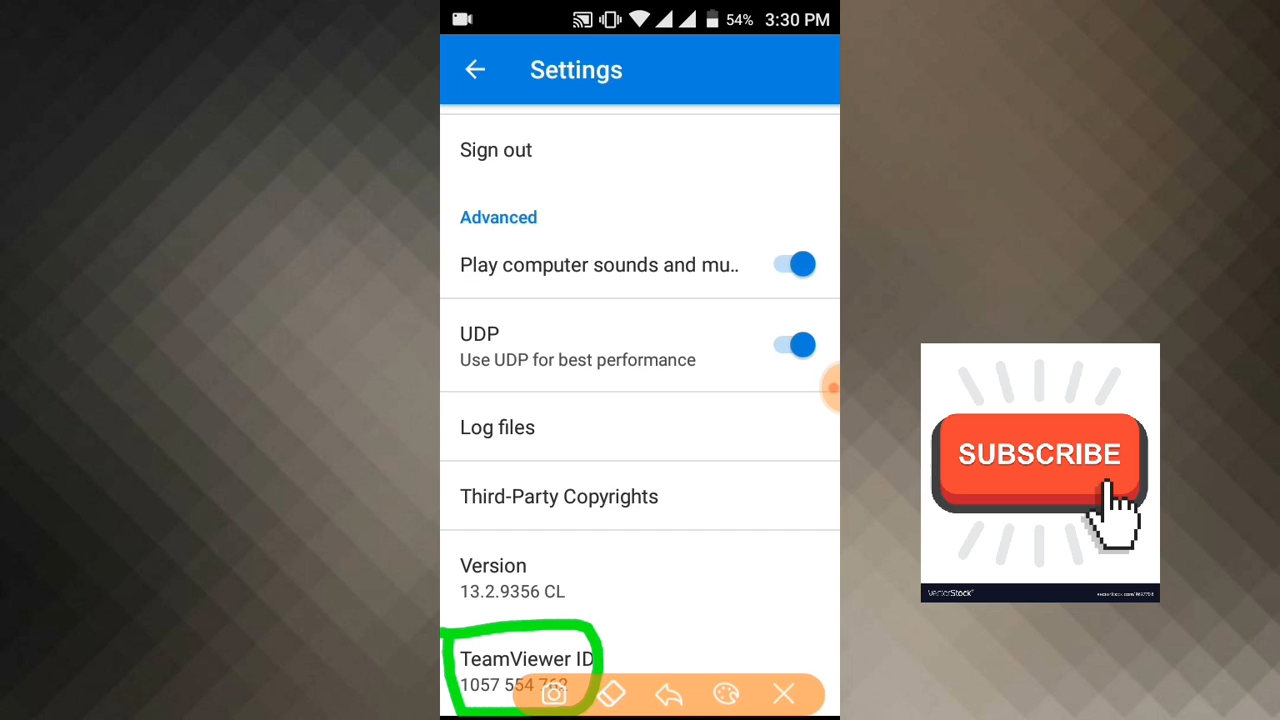 54% 3:30 PM
Settings
Sign out
Advanced
Play computer sounds and mu..
UDP
Use UDP for best performance
Log files
Third-Party Copyrights
Version
13.2.9356 CL
TeamViewer ID
1057 554
SUBSCRIBE
VectorStock®